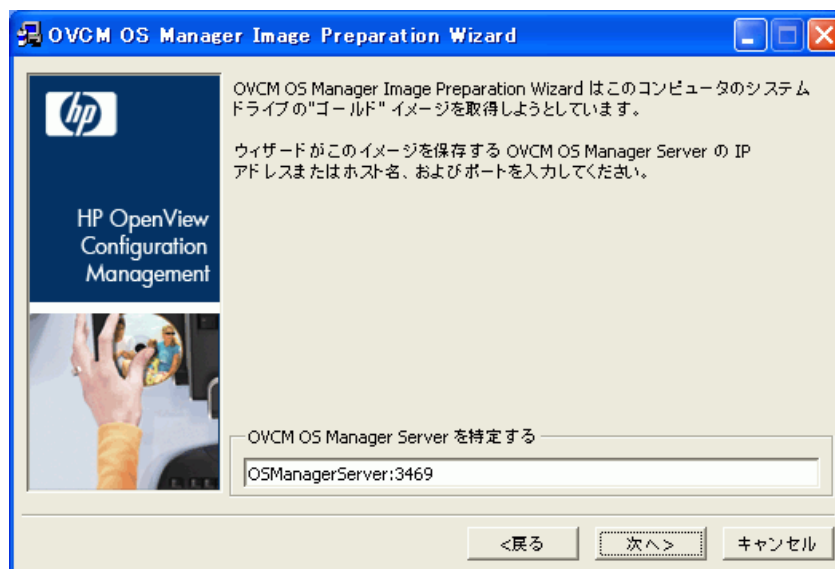 OVCM OS Manager Image Preparation Wizard
hp
HP OpenView
Configuration
Management
OVCM OS Manager Image Preparation Wizard はこのコンピュータのシステム
ドライブの"ゴールド" イメージを取得しようとしています。
ウィザードがこのイメージを保存する OVCM OS Manager Server の IP
アドレスまたはホスト名、およびポートを入力してください。
OVCM OS Manager Server を特定する
OSManagerServer:3469
<戻る
次へ>
キャンセル